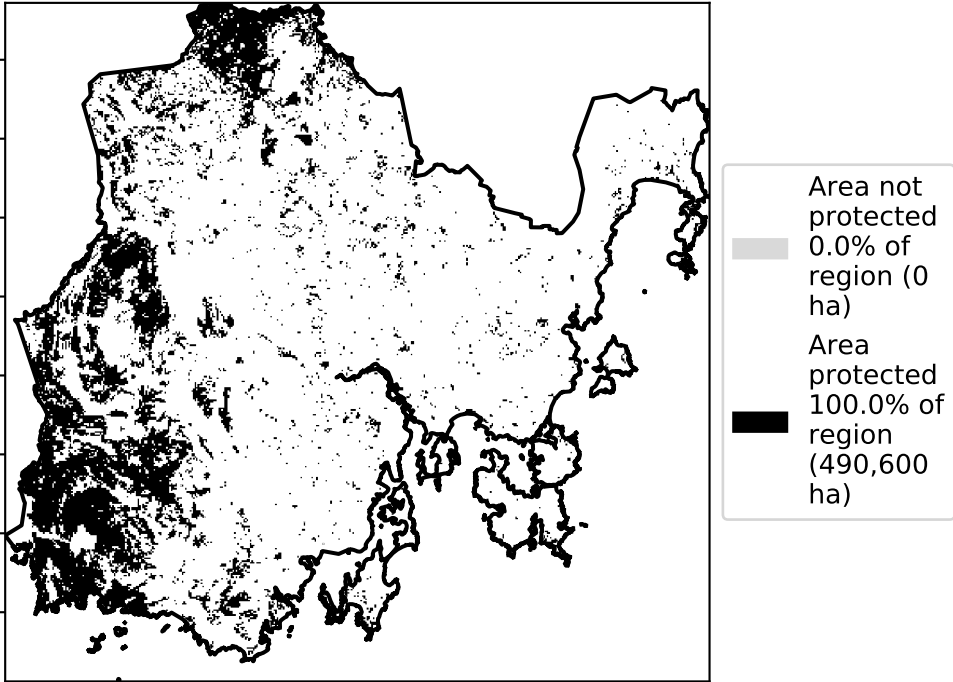 Area not
protected
0.0% of
region (0
ha)
Area
protected
100.0% of
region
(490,600
ha)